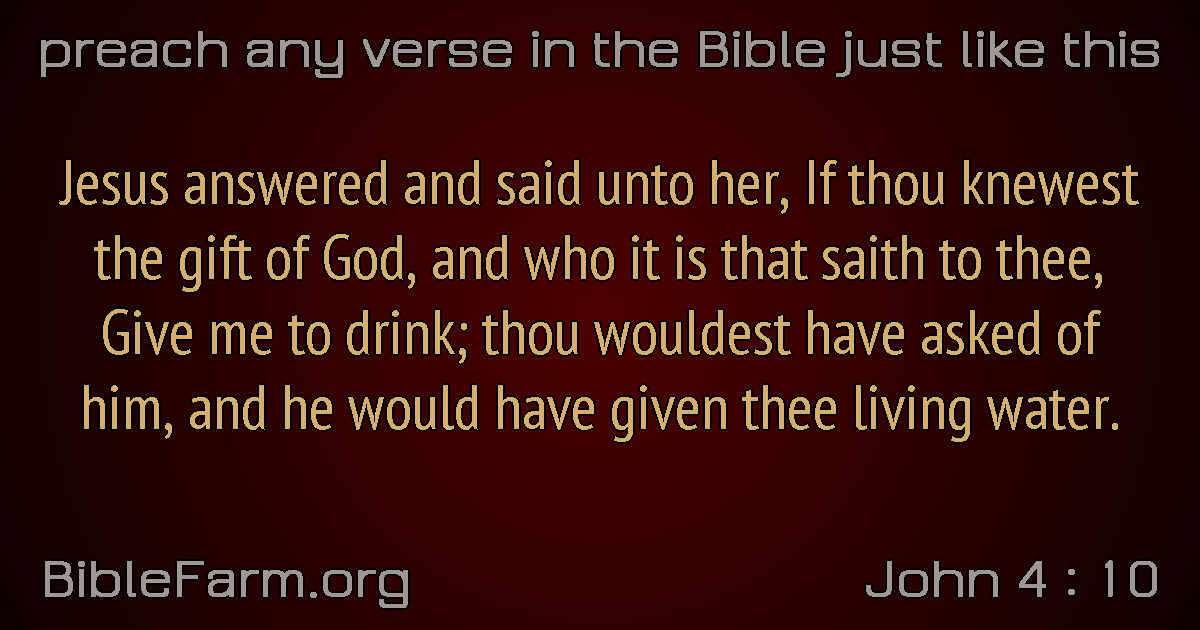 preach any verse in the Bible just like this
Jesus answered and said unto her, If thou knewest
the gift of God, and who it is that saith to thee,
Give me to drink; thou wouldest have asked of
him, and he would have given thee living water.
BibleFarm.org
John 4 : 10